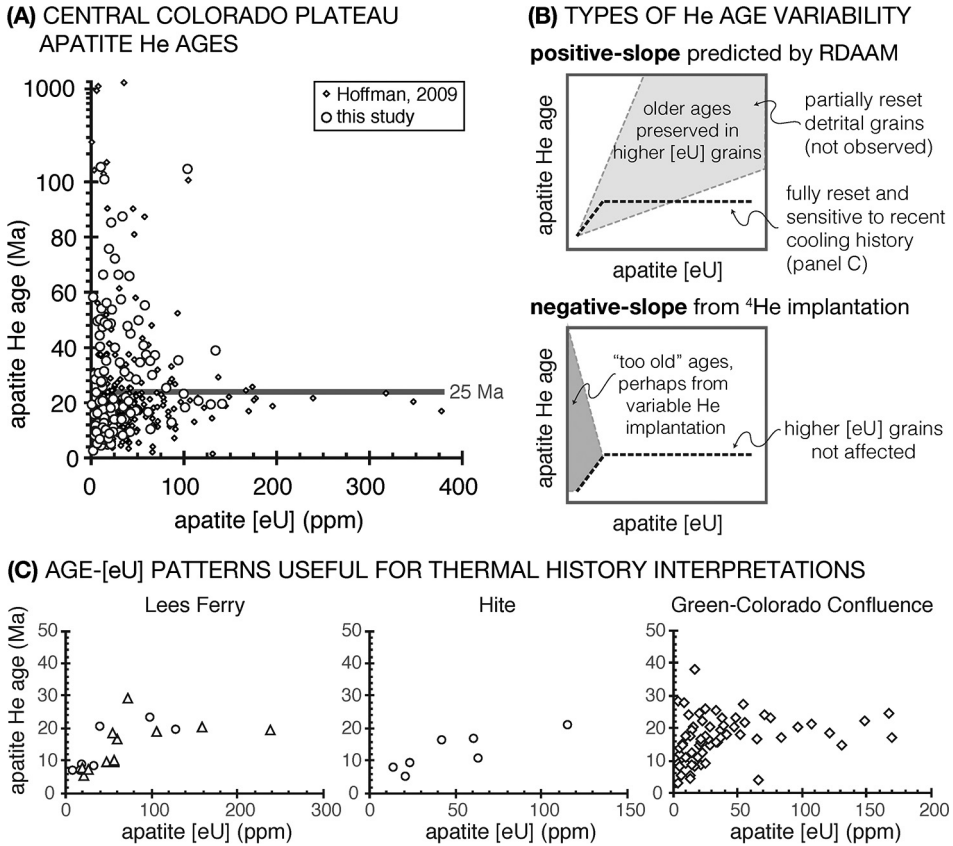 (A) CENTRAL COLORADO PLATEAU
APATITE He AGES
1000
100
80
60
40
20
0
apatite He age (Ma)
Hoffman, 2009
this study
25 Ma
0
100
200
300
400
apatite [eU] (ppm)
(B) TYPES OF He AGE VARIABILITY
positive-slope predicted by RDAAM
apatite He age
older ages
preserved in
higher [eU] grains
partially reset
detrital grains
(not observed)
fully reset and
sensitive to recent
cooling history
(panel C)
apatite [eU]
negative-slope from ⁴He implantation
apatite He age
"too old" ages,
perhaps from
variable He
implantation
higher [eU] grains
not affected
apatite [eU]
(C) AGE-[eU] PATTERNS USEFUL FOR THERMAL HISTORY INTERPRETATIONS
Lees Ferry
apatite He age (Ma)
50
40
30
20
10
0
0
100
200
300
apatite [eU] (ppm)
Hite
50
40
30
20
10
0
0
50
100
150
apatite [eU] (ppm)
Green-Colorado Confluence
50
40
30
20
10
0
0
50
100
150
200
apatite [eU] (ppm)